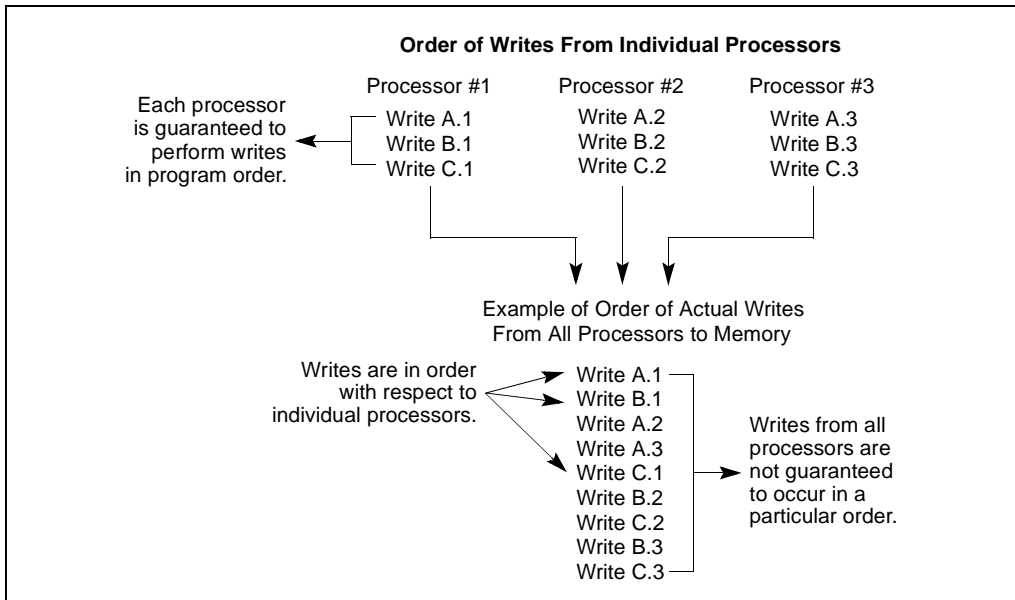 Order of Writes From Individual Processors
Processor #1
Processor #2
Processor #3
Each processor
is guaranteed to
perform writes
in program order.
Write A.1
Write B.1
Write C.1
Write A.2
Write B.2
Write C.2
Write A.3
Write B.3
Write C.3
Example of Order of Actual Writes
From All Processors to Memory
Writes are in order
with respect to
individual processors.
Write A.1
Write B.1
Write A.2
Write A.3
Write C.1
Write B.2
Write C.2
Write B.3
Write C.3
Writes from all
processors are
not guaranteed
to occur in a
particular order.